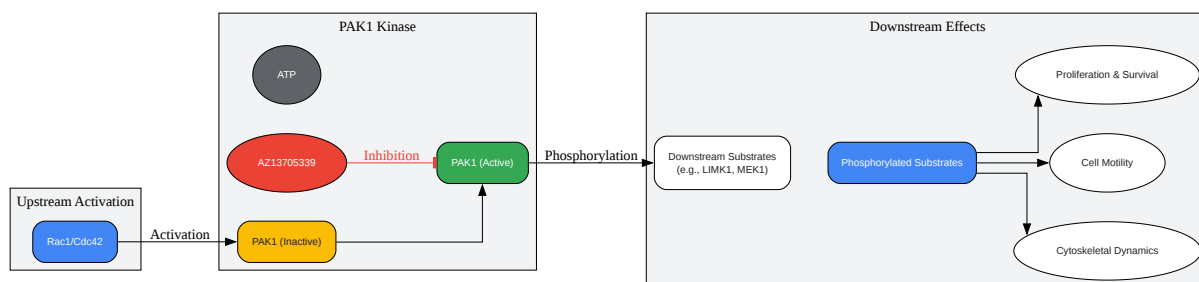 PAK1 Kinase
Downstream Effects
ATP
Proliferation & Survival
AZ13705339
Inhibition
PAK1 (Active)
Phosphorylation
Downstream Substrates
(e.g., LIMK1, MEK1)
Phosphorylated Substrates
Cell Motility
Upstream Activation
Rac1/Cdc42
Activation
PAK1 (Inactive)
Cytoskeletal Dynamics